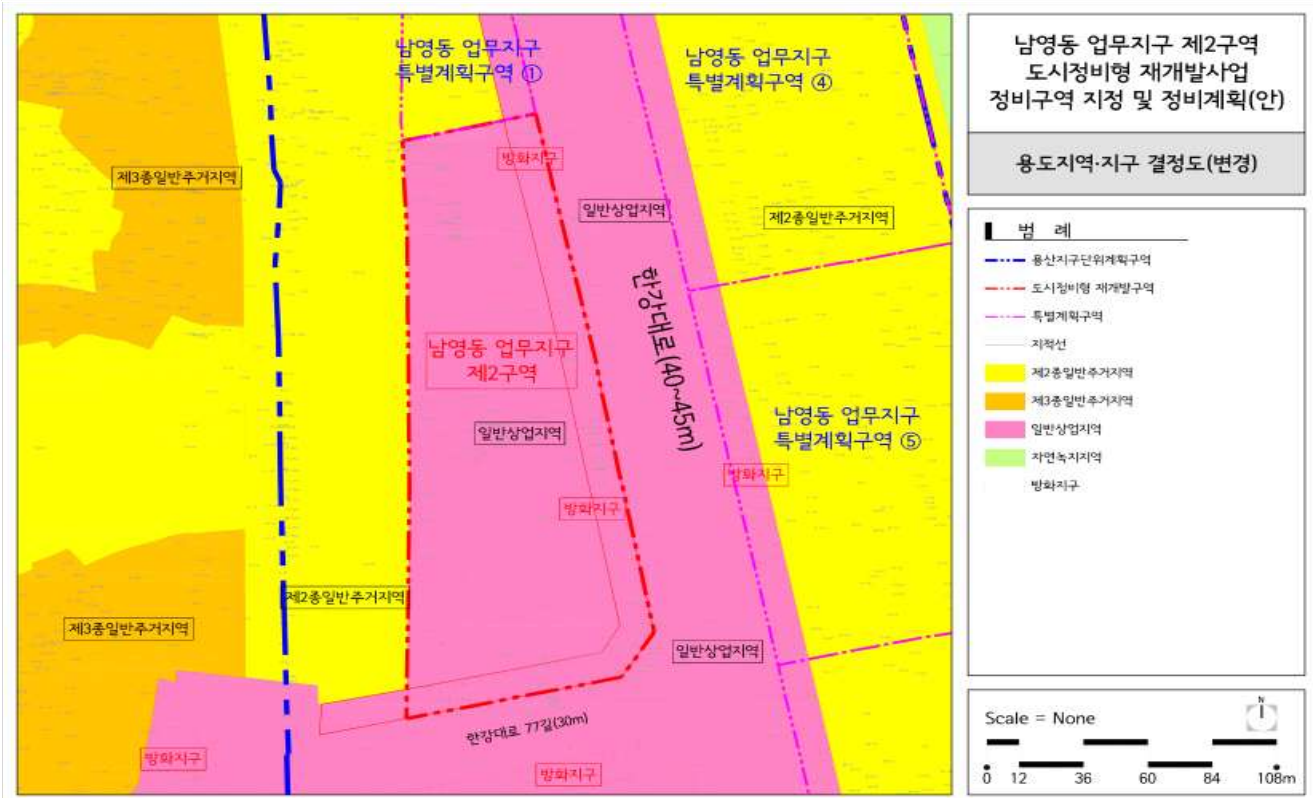 남영동 업무지구
특별계획구역 ①
남영동 업무지구
특별계획구역 ④
방화지구
제3종일반주거지역
일반상업지역
제2종일반주거지역
한강대로(40~45m)
남영동 업무지구
제2구역
일반상업지역
남영동 업무지구
특별계획구역 ⑤
방화지구
방화지구
제2종일반주거지역
제3종일반주거지역
일반상업지역
한강대로 77길(30m)
방화지구
방화지구
남영동 업무지구 제2구역
도시정비형 재개발사업
정비구역 지정 및 정비계획(안)
용도지역·지구 결정도(변경)
범 례
용산지구단위계획구역
도시정비형 재개발구역
특별계획구역
지적선
제2종일반주거지역
제3종일반주거지역
일반상업지역
자연녹지지역
방화지구
Scale = None
N
0 12 36 60 84 108m